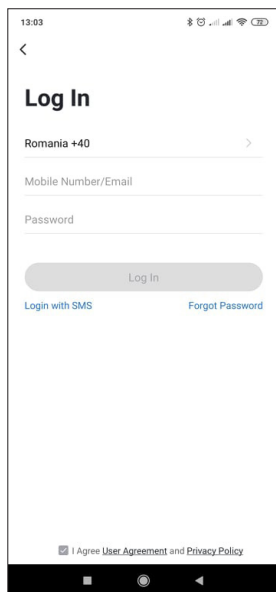 13:03
72
Log In
Romania +40
Mobile Number/Email
Password
Log In
Login with SMS Forgot Password
I Agree User Agreement and Privacy Policy